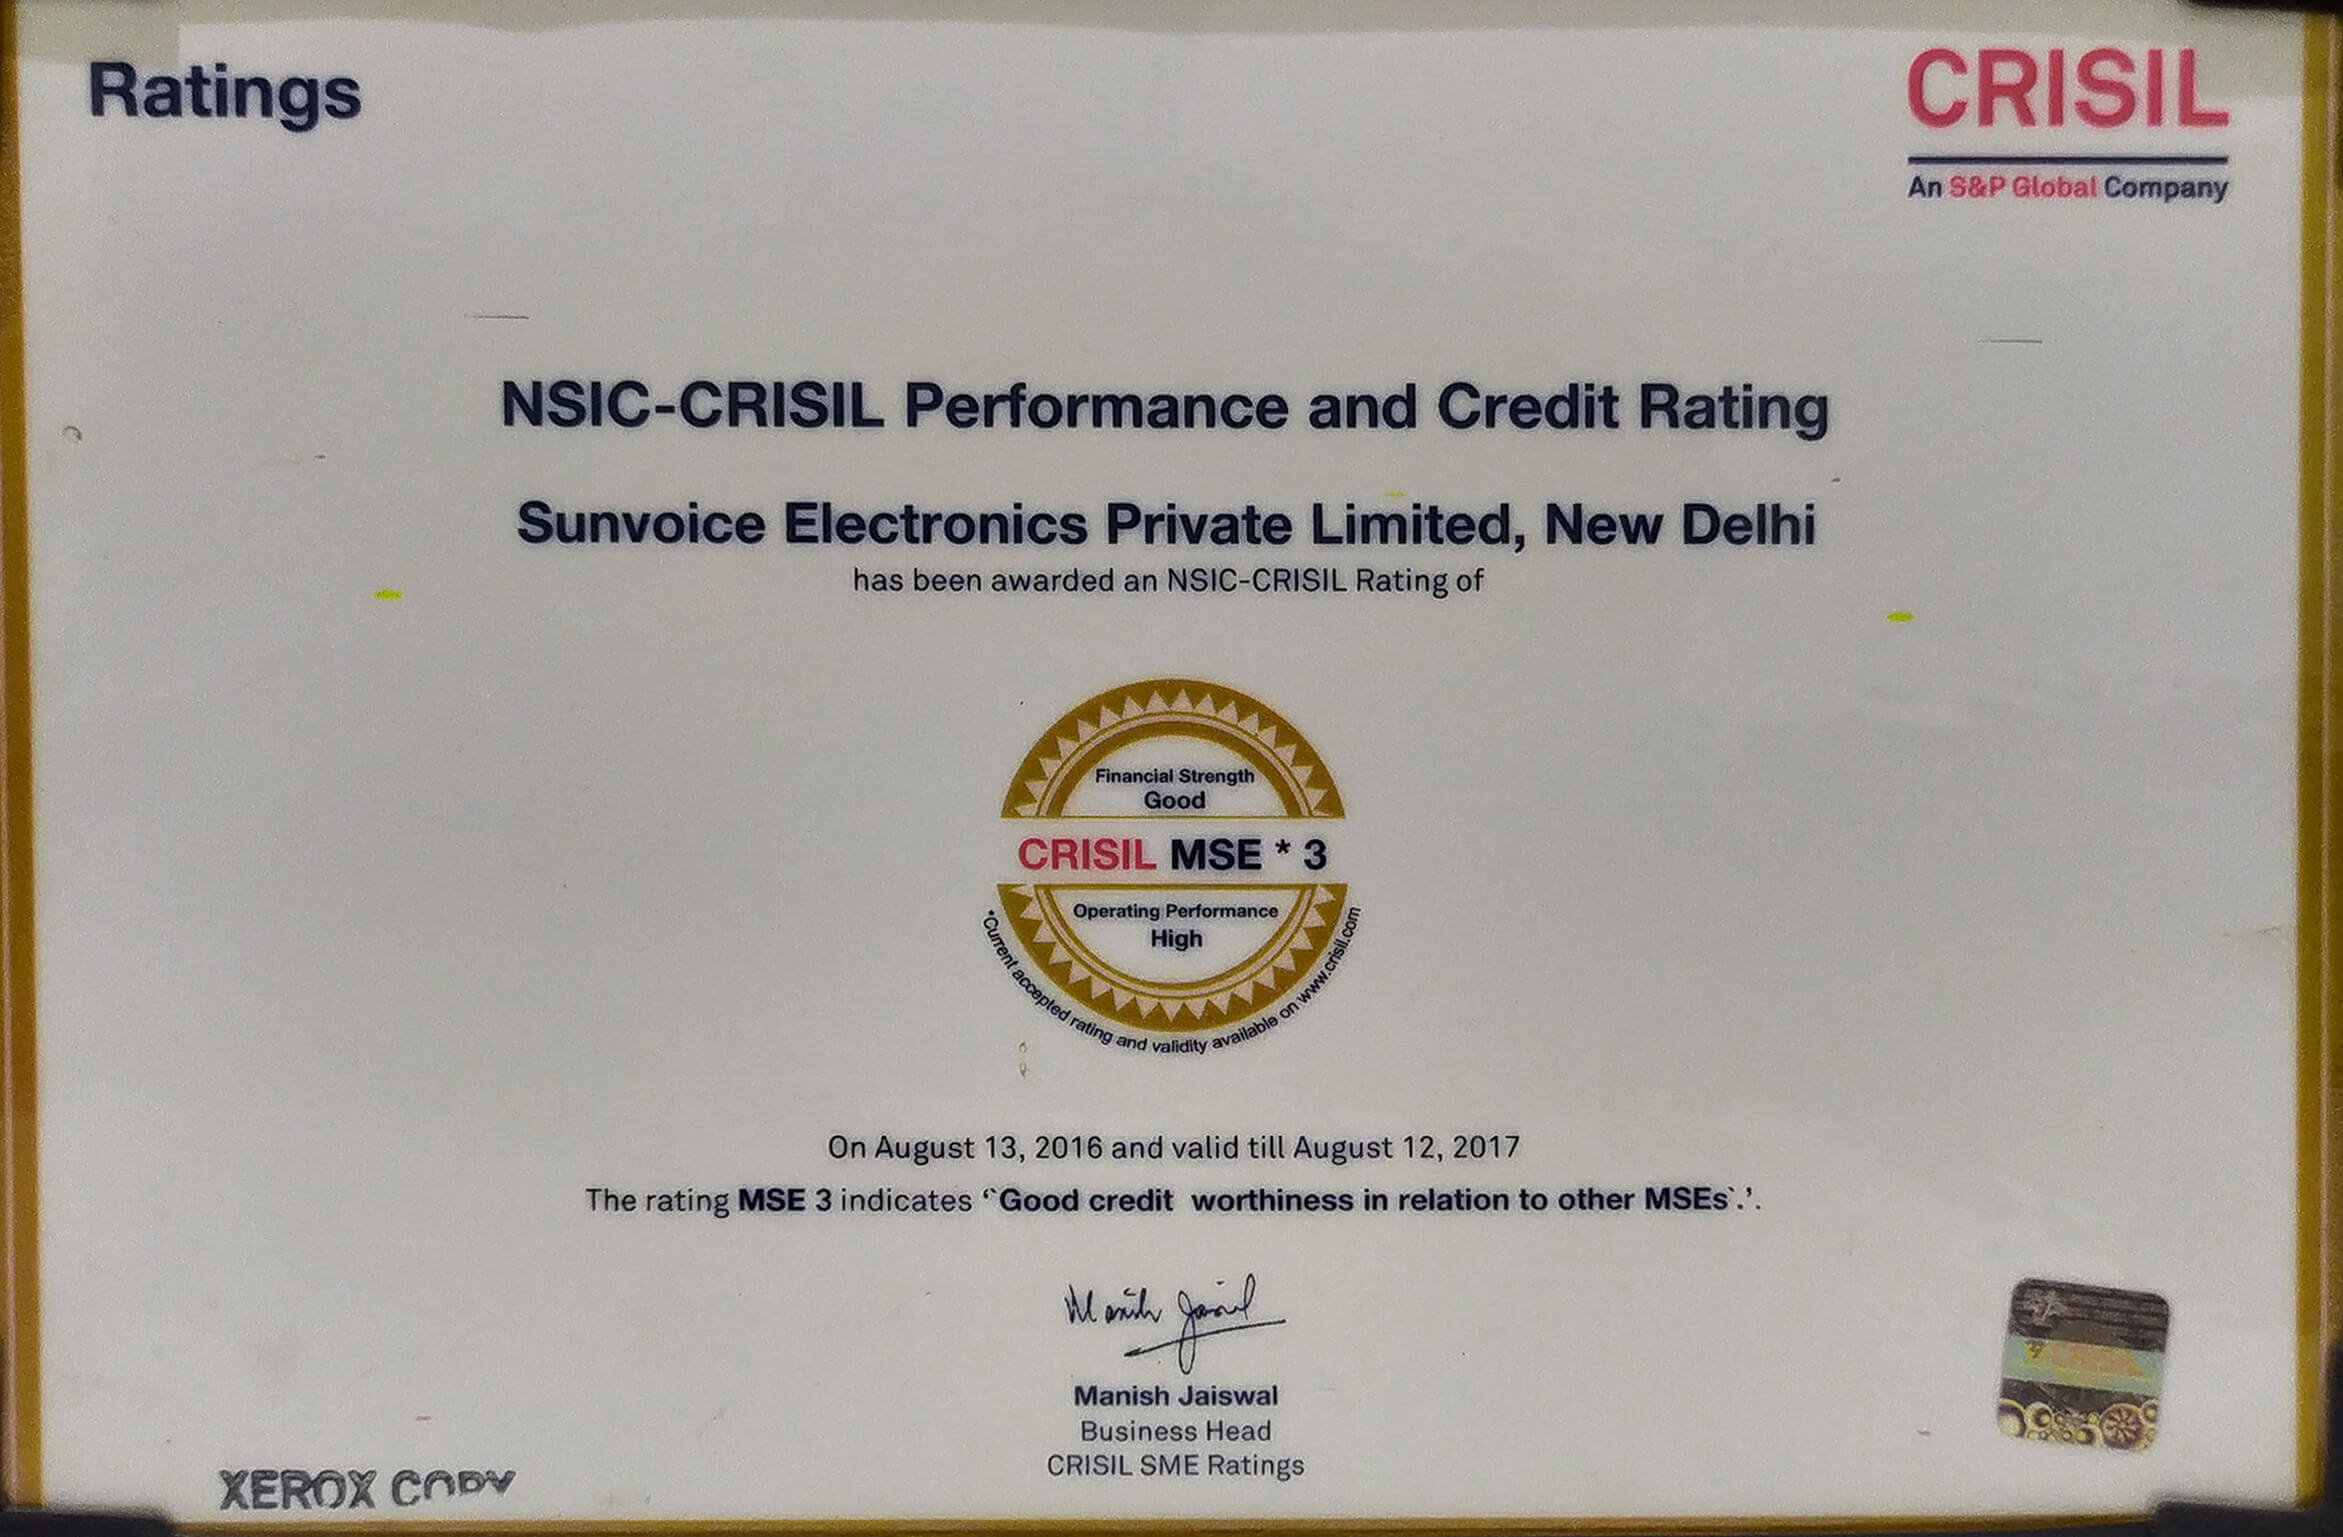 Ratings
CRISIL
An S&P Global Company
NSIC-CRISIL Performance and Credit Rating
Sunvoice Electronics Private Limited, New Delhi
has been awarded an NSIC-CRISIL Rating of
Financial Strength
Good
CRISIL MSE * 3
Operating Performance
High
*Current accepted rating and validity available on www.crisil.com
On August 13, 2016 and valid till August 12, 2017
The rating MSE 3 indicates ‘`Good credit  worthiness in relation to other MSEs`.’.
Manish Jaiswal
Manish Jaiswal
Business Head
CRISIL SME Ratings
XEROX COPY